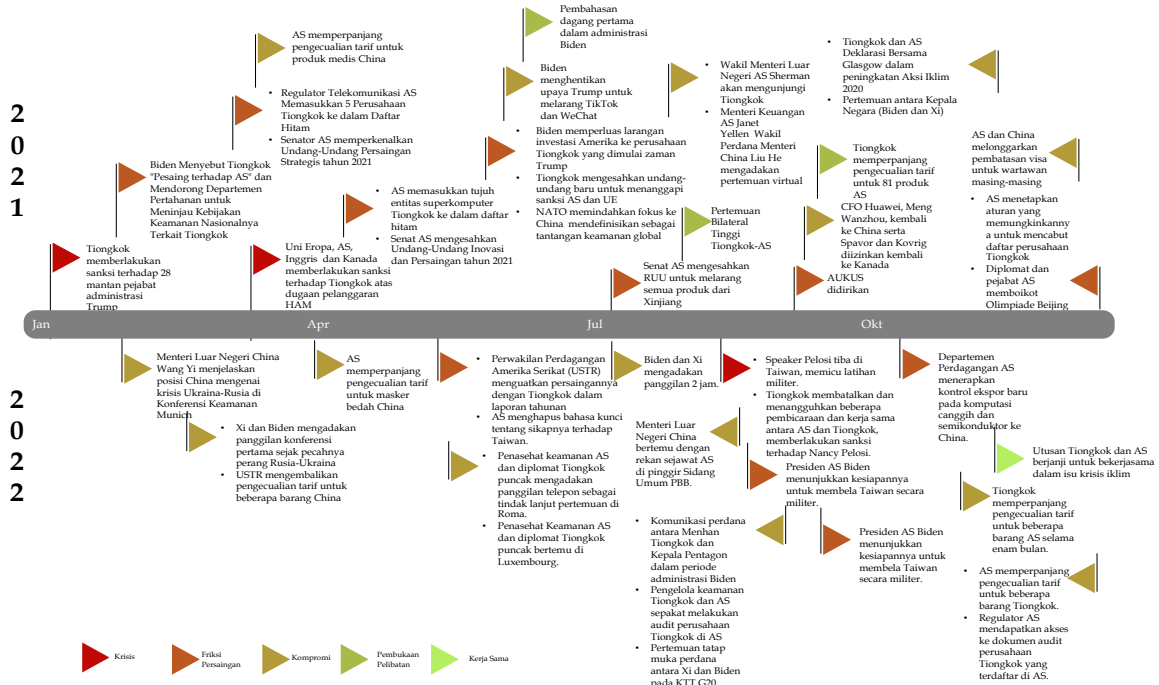 2
0
2
1
AS memperpanjang
pengecualian tarif untuk
produk medis China
• Regulator Telekomunikasi AS
Memasukkan 5 Perusahaan
Tiongkok ke dalam Daftar
Hitam
• Senator AS memperkenalkan
Undang-Undang Persaingan
Strategis tahun 2021
Biden Menyebut Tiongkok
"Pesaing terhadap AS" dan
Mendorong Departemen
Pertahanan untuk
Meninjau Kebijakan
Keamanan Nasionalnya
Terkait Tiongkok
Tiongkok
memberlakukan
sanksi terhadap 28
mantan pejabat
administrasi
Trump
Uni Eropa, AS,
Inggris dan Kanada
memberlakukan sanksi
terhadap Tiongkok atas
dugaan pelanggaran
HAM
• AS memasukkan tujuh
entitas superkomputer
Tiongkok ke dalam daftar
hitam
• Senat AS mengesahkan
Undang-Undang Inovasi
dan Persaingan tahun 2021
Pembahasan
dagang pertama
dalam administrasi
Biden
Biden
menghentikan
upaya Trump untuk
melarang TikTok
dan WeChat
• Biden memperluas larangan
investasi Amerika ke perusahaan
Tiongkok yang dimulai zaman
Trump
• Tiongkok mengesahkan undang-
undang baru untuk menanggapi
sanksi AS dan UE
• NATO memindahkan fokus ke
China mendefinisikan sebagai
tantangan keamanan global
• Wakil Menteri Luar
Negeri AS Sherman
akan mengunjungi
Tiongkok
• Menteri Keuangan
AS Janet
Yellen Wakil
Perdana Menteri
China Liu He
mengadakan
pertemuan virtual
Pertemuan
Bilateral
Tinggi
Tiongkok-AS
Senat AS mengesahkan
RUU untuk melarang
semua produk dari
Xinjiang
• Tiongkok dan AS
Deklarasi Bersama
Glasgow dalam
peningkatan Aksi Iklim
2020
• Pertemuan antara Kepala
Negara (Biden dan Xi)
Tiongkok
memperpanjang
pengecualian tarif
untuk 81 produk
AS
CFO Huawei, Meng
Wanzhou, kembali
ke China serta
Spavor dan Kovrig
diizinkan kembali
ke Kanada
AUKUS
didirikan
AS dan China
melonggarkan
pembatasan visa
untuk wartawan
masing-masing
• AS menetapkan
aturan yang
memungkinkanny
a untuk mencabut
daftar perusahaan
Tiongkok
• Diplomat dan
pejabat AS
memboikot
Olimpiade Beijing
Jan
Apr
Jul
Okt
2
0
2
2
Menteri Luar Negeri China
Wang Yi menjelaskan
posisi China mengenai
krisis Ukraina-Rusia di
Konferensi Keamanan
Munich
• Xi dan Biden mengadakan
panggilan konferensi
pertama sejak pecahnya
perang Rusia-Ukraina
• USTR mengembalikan
pengecualian tarif untuk
beberapa barang China
AS
memperpanjang
pengecualian tarif
untuk masker
bedah China
• Perwakilan Perdagangan
Amerika Serikat (USTR)
menguatkan persaingannya
dengan Tiongkok dalam
laporan tahunan
• AS menghapus bahasa kunci
tentang sikapnya terhadap
Taiwan.
• Penasehat keamanan AS
dan diplomat Tiongkok
puncak mengadakan
panggilan telepon sebagai
tindak lanjut pertemuan di
Roma.
• Penasehat Keamanan AS
dan diplomat Tiongkok
puncak bertemu di
Luxembourg.
Biden dan Xi
mengadakan
panggilan 2 jam.
Menteri Luar
Negeri China
bertemu dengan
rekan sejawat AS
di pinggir Sidang
Umum PBB.
• Komunikasi perdana
antara Menhan
Tiongkok dan
Kepala Pentagon
dalam periode
administrasi Biden
• Pengelola keamanan
Tiongkok dan AS
sepakat melakukan
audit perusahaan
Tiongkok di AS
• Pertemuan tatap
muka perdana
antara Xi dan Biden
pada KTT G20
• Speaker Pelosi tiba di
Taiwan, memicu latihan
militer.
• Tiongkok membatalkan dan
menangguhkan beberapa
pembicaraan and kerja sama
antara AS dan Tiongkok,
memberlakukan sanksi
terhadap Nancy Pelosi.
Presiden AS Biden
menunjukkan kesiapannya
untuk membela Taiwan secara
militer.
Presiden AS Biden
menunjukkan
kesiapannya untuk
membela Taiwan
secara militer.
Departemen
Perdagangan AS
menerapkan
kontrol ekspor baru
pada komputasi
canggih dan
semikonduktor ke
China.
Utusan Tiongkok dan AS
berjanji untuk bekerjasama
dalam isu krisis iklim
Tiongkok
memperpanjang
pengecualian tarif
untuk beberapa
barang AS selama
enam bulan.
• AS memperpanjang
pengecualian tarif
untuk beberapa
barang Tiongkok.
• Regulator AS
mendapatkan akses
ke dokumen audit
perusahaan
Tiongkok yang
terdaftar di AS.
Krisis
Friksi
Persaingan
Kompromi
Pembukaan
Pelibatan
Kerja Sama